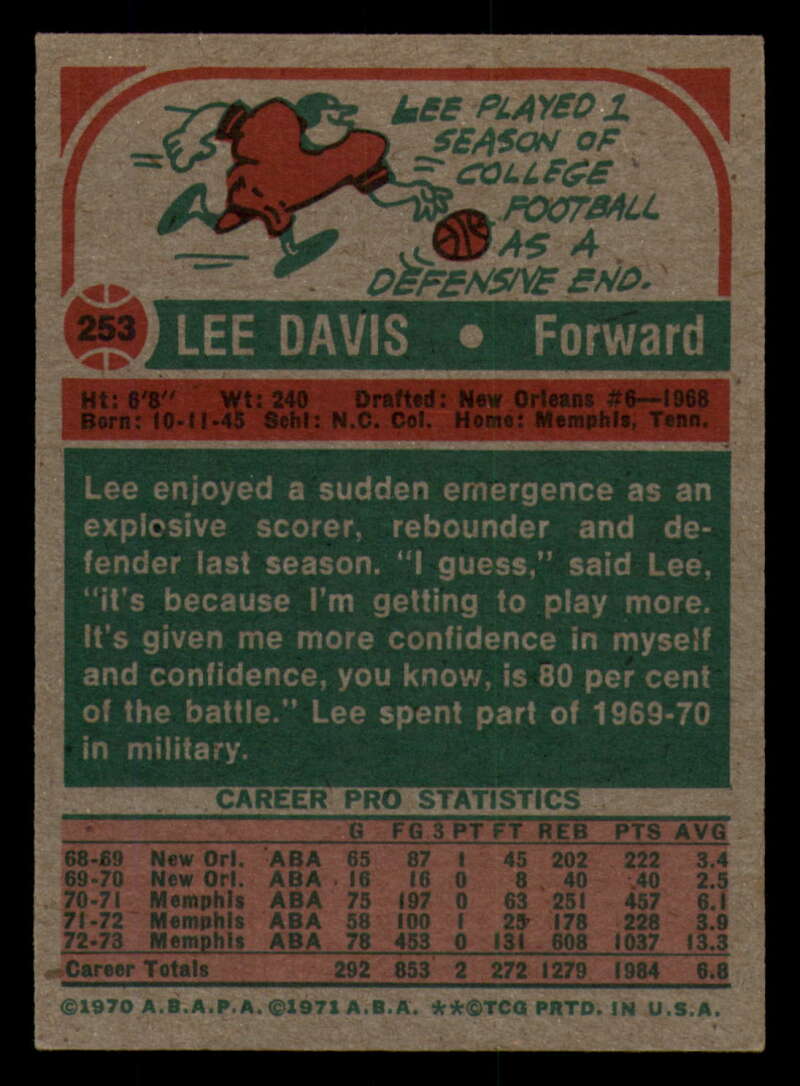 LEE PLAYED 1
SEASON OF
COLLEGE
FOOTBALL
AS A
DEFENSIVE END.
253 LEE DAVIS • Forward
Ht: 6'8" Wt: 240 Drafted: New Orleans #6—1968
Born: 10-11-45 Schl: N.C. Col. Home: Memphis, Tenn.
Lee enjoyed a sudden emergence as an
explosive scorer, rebounder and de-
fender last season. "I guess," said Lee,
"it's because I'm getting to play more.
It's given me more confidence in myself
and confidence, you know, is 80 per cent
of the battle." Lee spent part of 1969-70
in military.
CAREER PRO STATISTICS
G FG 3 PT FT REB PTS AVG
68-69 New Orl. ABA 65 87 1 45 202 222 3.4
69-70 New Orl. ABA 16 16 0 8 40 40 2.5
70-71 Memphis ABA 75 197 0 63 251 457 6.1
71-72 Memphis ABA 58 100 1 25 178 228 3.9
72-73 Memphis ABA 78 453 0 131 608 1037 13.3
Career Totals 292 853 2 272 1279 1984 6.8
©1970 A.B.A.P.A. ©1971 A.B.A. **©TCG PRTD. IN U.S.A.